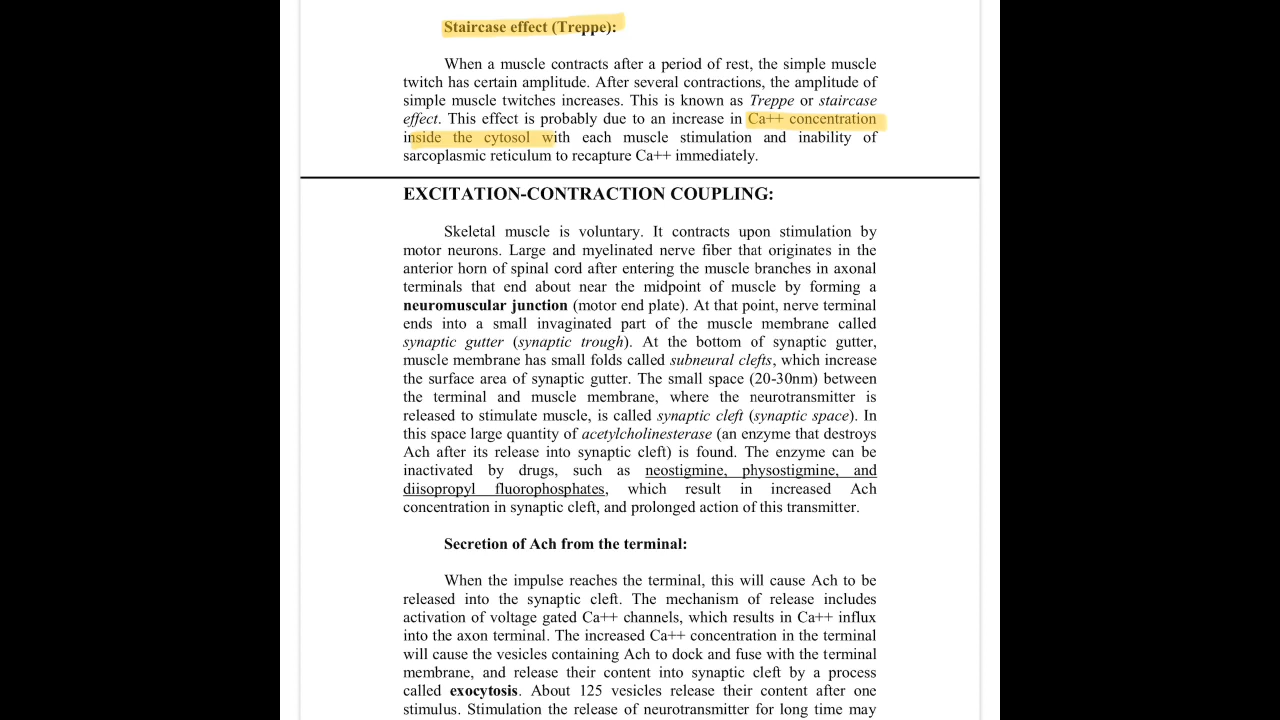 Staircase effect (Treppe):
When a muscle contracts after a period of rest, the simple muscle
twitch has certain amplitude. After several contractions, the amplitude of
simple muscle twitches increases. This is known as Treppe or staircase
effect. This effect is probably due to an increase in Ca++ concentration
inside the cytosol with each muscle stimulation and inability of
sarcoplasmic reticulum to recapture Ca++ immediately.
EXCITATION-CONTRACTION COUPLING:
Skeletal muscle is voluntary. It contracts upon stimulation by
motor neurons. Large and myelinated nerve fiber that originates in the
anterior horn of spinal cord after entering the muscle branches in axonal
terminals that end about near the midpoint of muscle by forming a
neuromuscular junction (motor end plate). At that point, nerve terminal
ends into a small invaginated part of the muscle membrane called
synaptic gutter (synaptic trough). At the bottom of synaptic gutter,
muscle membrane has small folds called subneural clefts, which increase
the surface area of synaptic gutter. The small space (20-30nm) between
the terminal and muscle membrane, where the neurotransmitter is
released to stimulate muscle, is called synaptic cleft (synaptic space). In
this space large quantity of acetylcholinesterase (an enzyme that destroys
Ach after its release into synaptic cleft) is found. The enzyme can be
inactivated by drugs, such as neostigmine, physostigmine, and
diisopropyl fluorophosphates, which result in increased Ach
concentration in synaptic cleft, and prolonged action of this transmitter.
Secretion of Ach from the terminal:
When the impulse reaches the terminal, this will cause Ach to be
released into the synaptic cleft. The mechanism of release includes
activation of voltage gated Ca++ channels, which results in Ca++ influx
into the axon terminal. The increased Ca++ concentration in the terminal
will cause the vesicles containing Ach to dock and fuse with the terminal
membrane, and release their content into synaptic cleft by a process
called exocytosis. About 125 vesicles release their content after one
stimulus. Stimulation the release of neurotransmitter for long time may